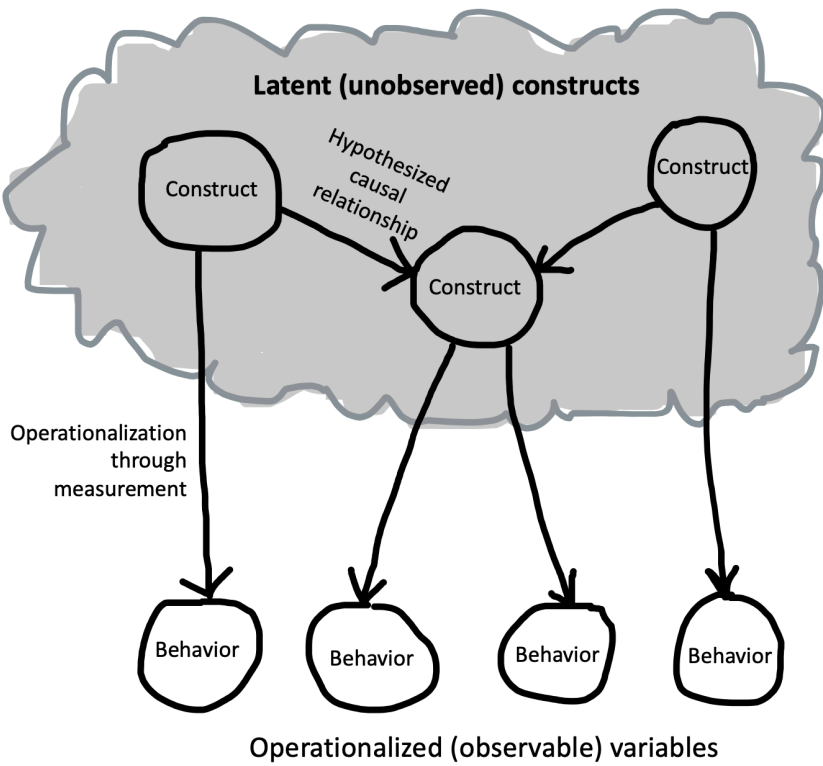 Latent (unobserved) constructs
Hypothesized
causal
relationship
Construct
Construct
Construct
Operationalization
through
measurement
Behavior
Behavior
Behavior
Behavior
Operationalized (observable) variables